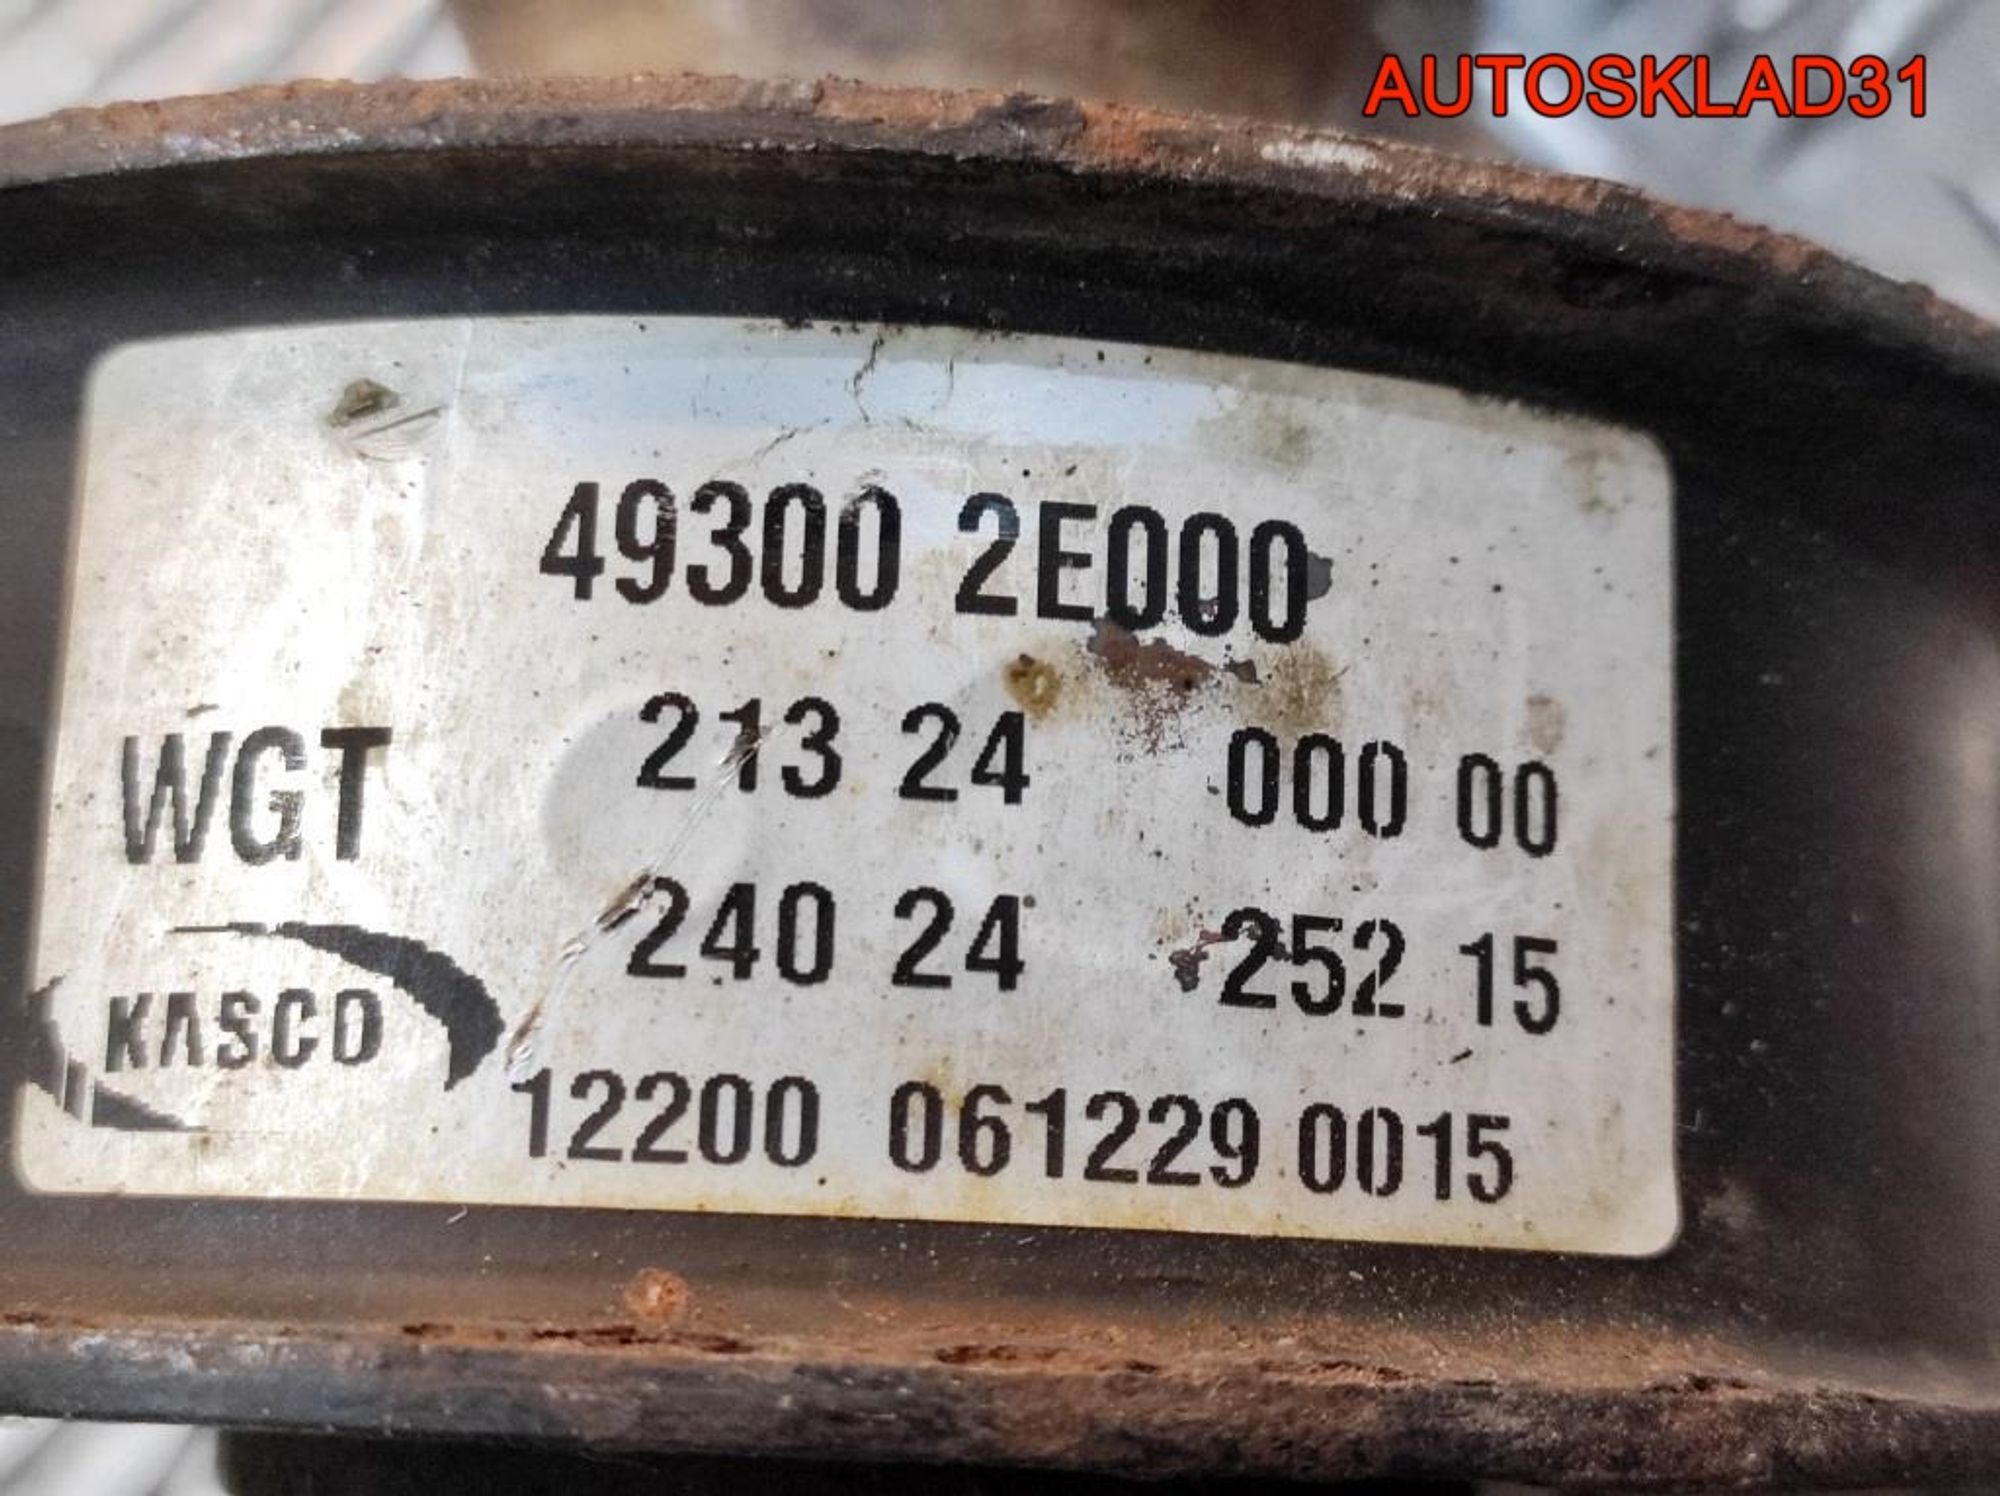 AUTOSKLAD31
49300 2E000
WGT 213 24 000 00
240 24 252 15
KASCO
12200 061229 0015